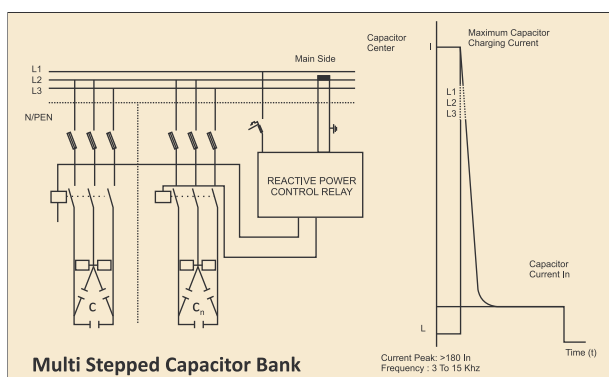 L1
L2
L3
N/PEN
Main Side
REACTIVE POWER
CONTROL RELAY
C
Cn
Multi Stepped Capacitor Bank
Capacitor
Center
I
Maximum Capacitor
Charging Current
L1
L2
L3
Capacitor
Current In
L
Time (t)
Current Peak: >180 In
Frequency : 3 To 15 Khz